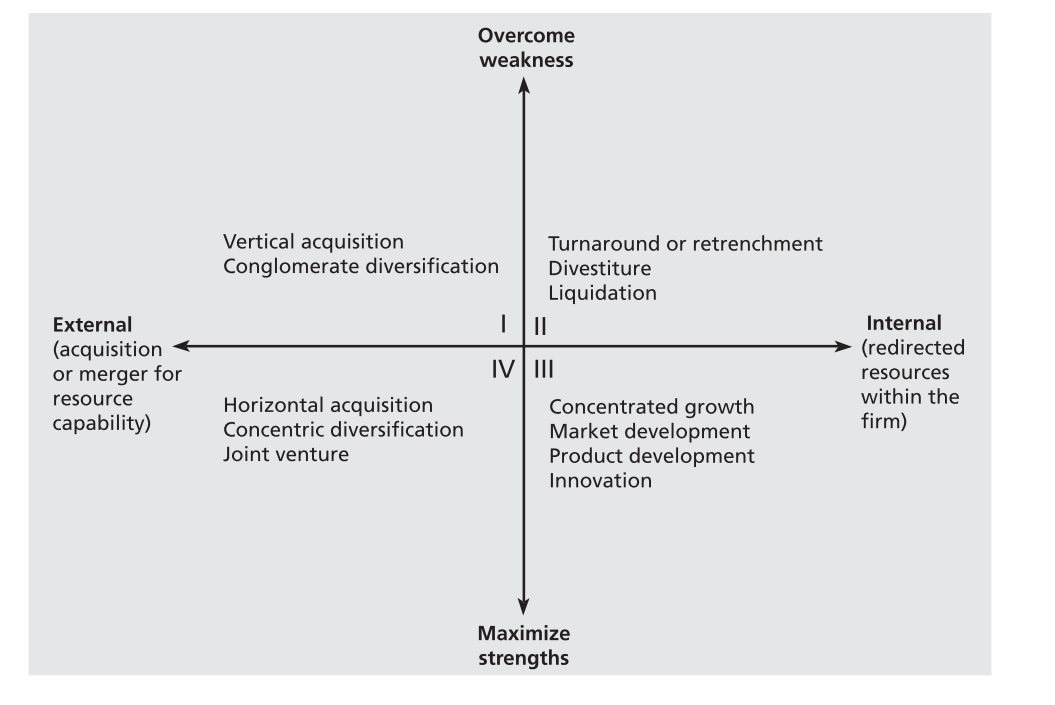 Overcome
weakness
Vertical acquisition
Conglomerate diversification
Turnaround or retrenchment
Divestiture
Liquidation
I
II
External
(acquisition
or merger for
resource
capability)
Internal
(redirected
resources
within the
firm)
IV
III
Horizontal acquisition
Concentric diversification
Joint venture
Concentrated growth
Market development
Product development
Innovation
Maximize
strengths